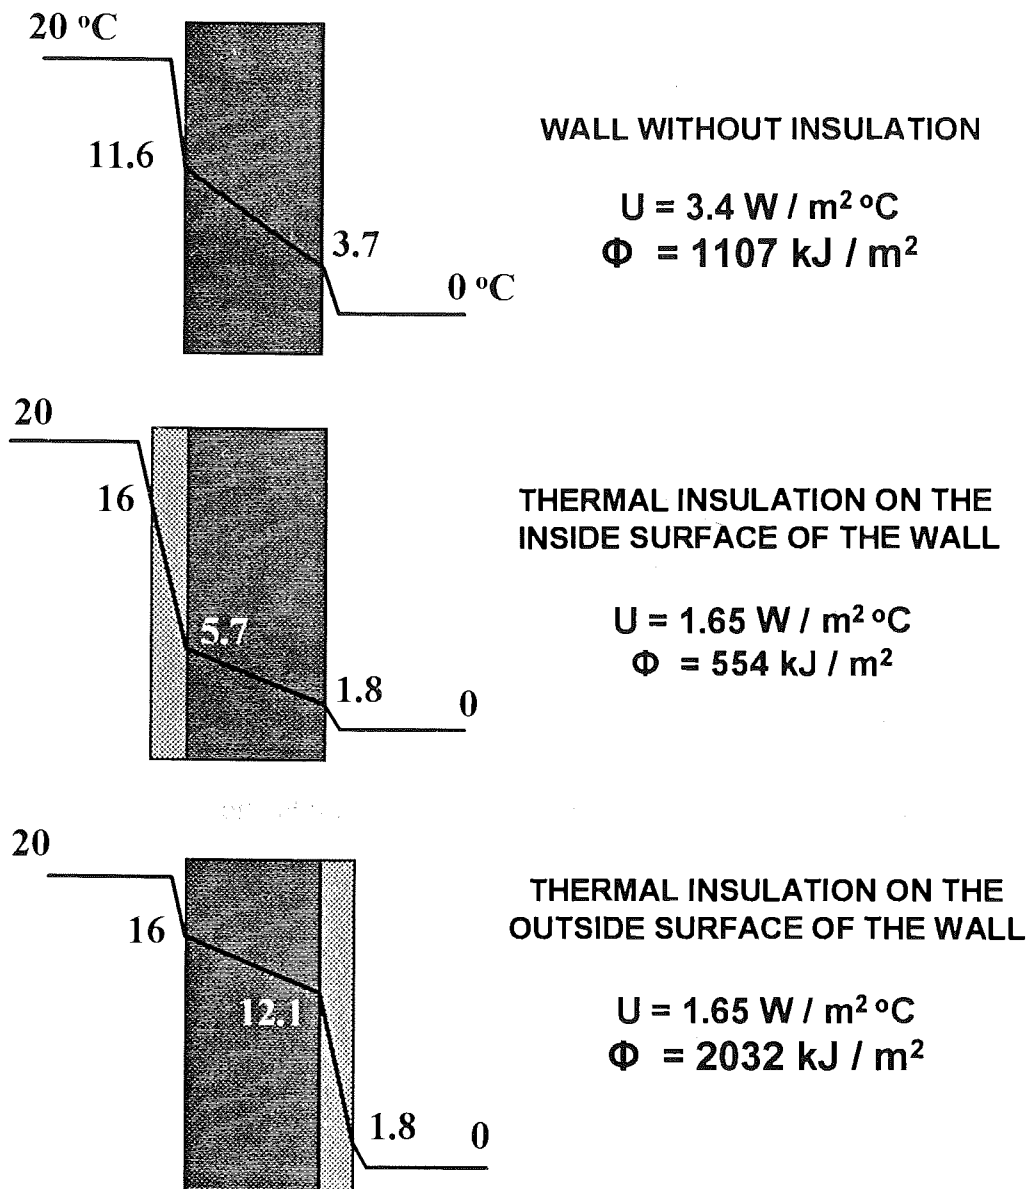 20 °C
11.6
3.7
0 °C
WALL WITHOUT INSULATION
U = 3.4 W / m² °C
Φ = 1107 kJ / m²
20
16
5.7
1.8
0
THERMAL INSULATION ON THE
INSIDE SURFACE OF THE WALL
U = 1.65 W / m² °C
Φ = 554 kJ / m²
20
16
12.1
1.8
0
THERMAL INSULATION ON THE
OUTSIDE SURFACE OF THE WALL
U = 1.65 W / m² °C
Φ = 2032 kJ / m²